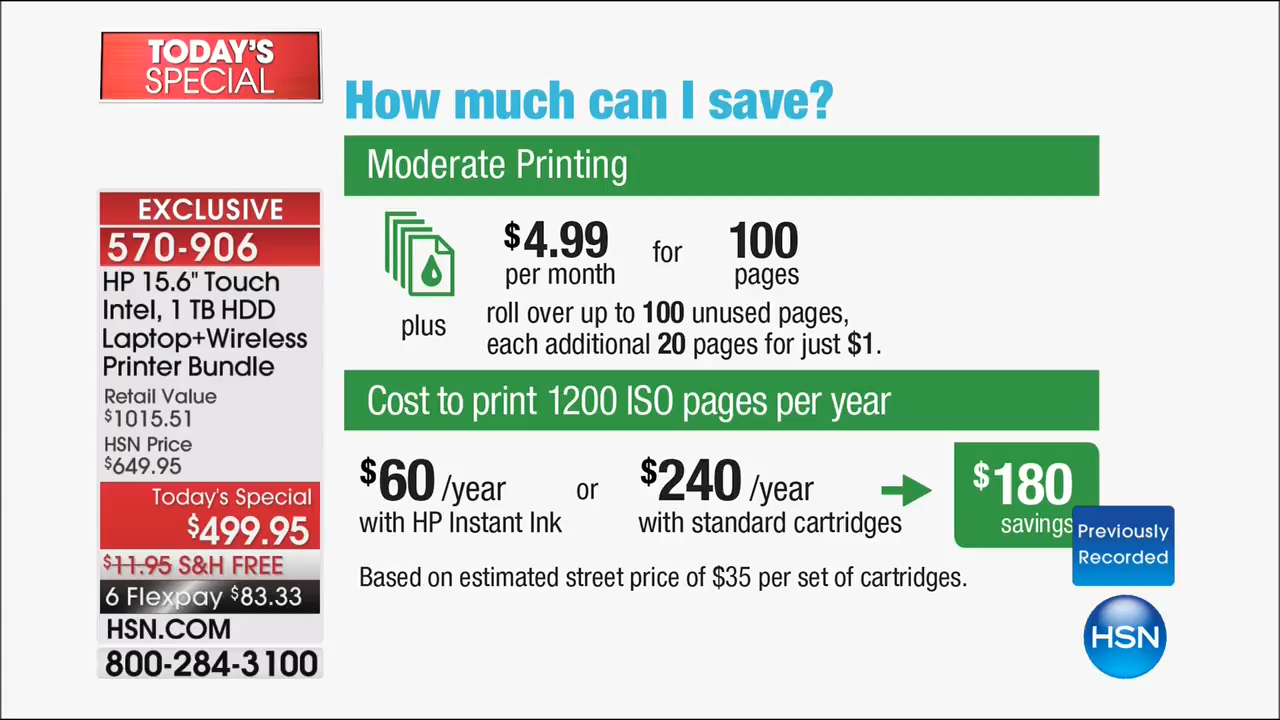 TODAY'S
SPECIAL
How much can I save?
Moderate Printing
$4.99
per month
for
100
pages
plus
roll over up to 100 unused pages,
each additional 20 pages for just $1.
Cost to print 1200 ISO pages per year
$60/year
with HP Instant Ink
or
$240/year
with standard cartridges
$180
savings
Based on estimated street price of $35 per set of cartridges.
EXCLUSIVE
570-906
HP 15.6" Touch
Intel, 1 TB HDD
Laptop+Wireless
Printer Bundle
Retail Value
$1015.51
HSN Price
$649.95
Today's Special
$499.95
$11.95 S&H FREE
6 Flexpay $83.33
HSN.COM
800-284-3100
Previously
Recorded
HSN